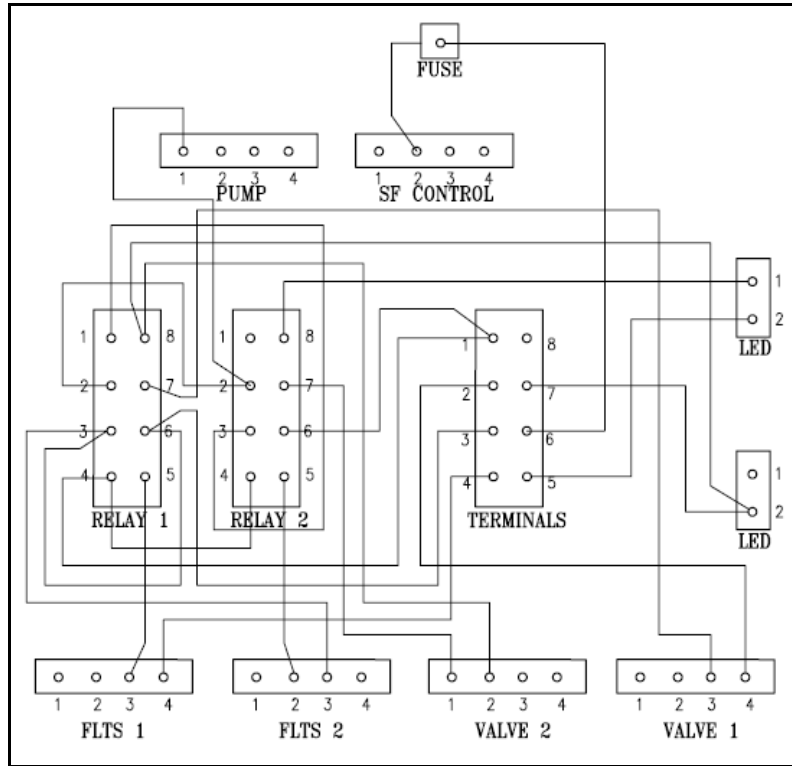 FUSE
1 2 3 4
PUMP
1 2 3 4
SF CONTROL
1 8
2 7
3 6
4 5
RELAY 1
1 8
2 7
3 6
4 5
RELAY 2
1 8
2 7
3 6
4 5
TERMINALS
1
2
LED
1
2
LED
1 2 3 4
FLTS 1
1 2 3 4
FLTS 2
1 2 3 4
VALVE 2
1 2 3 4
VALVE 1